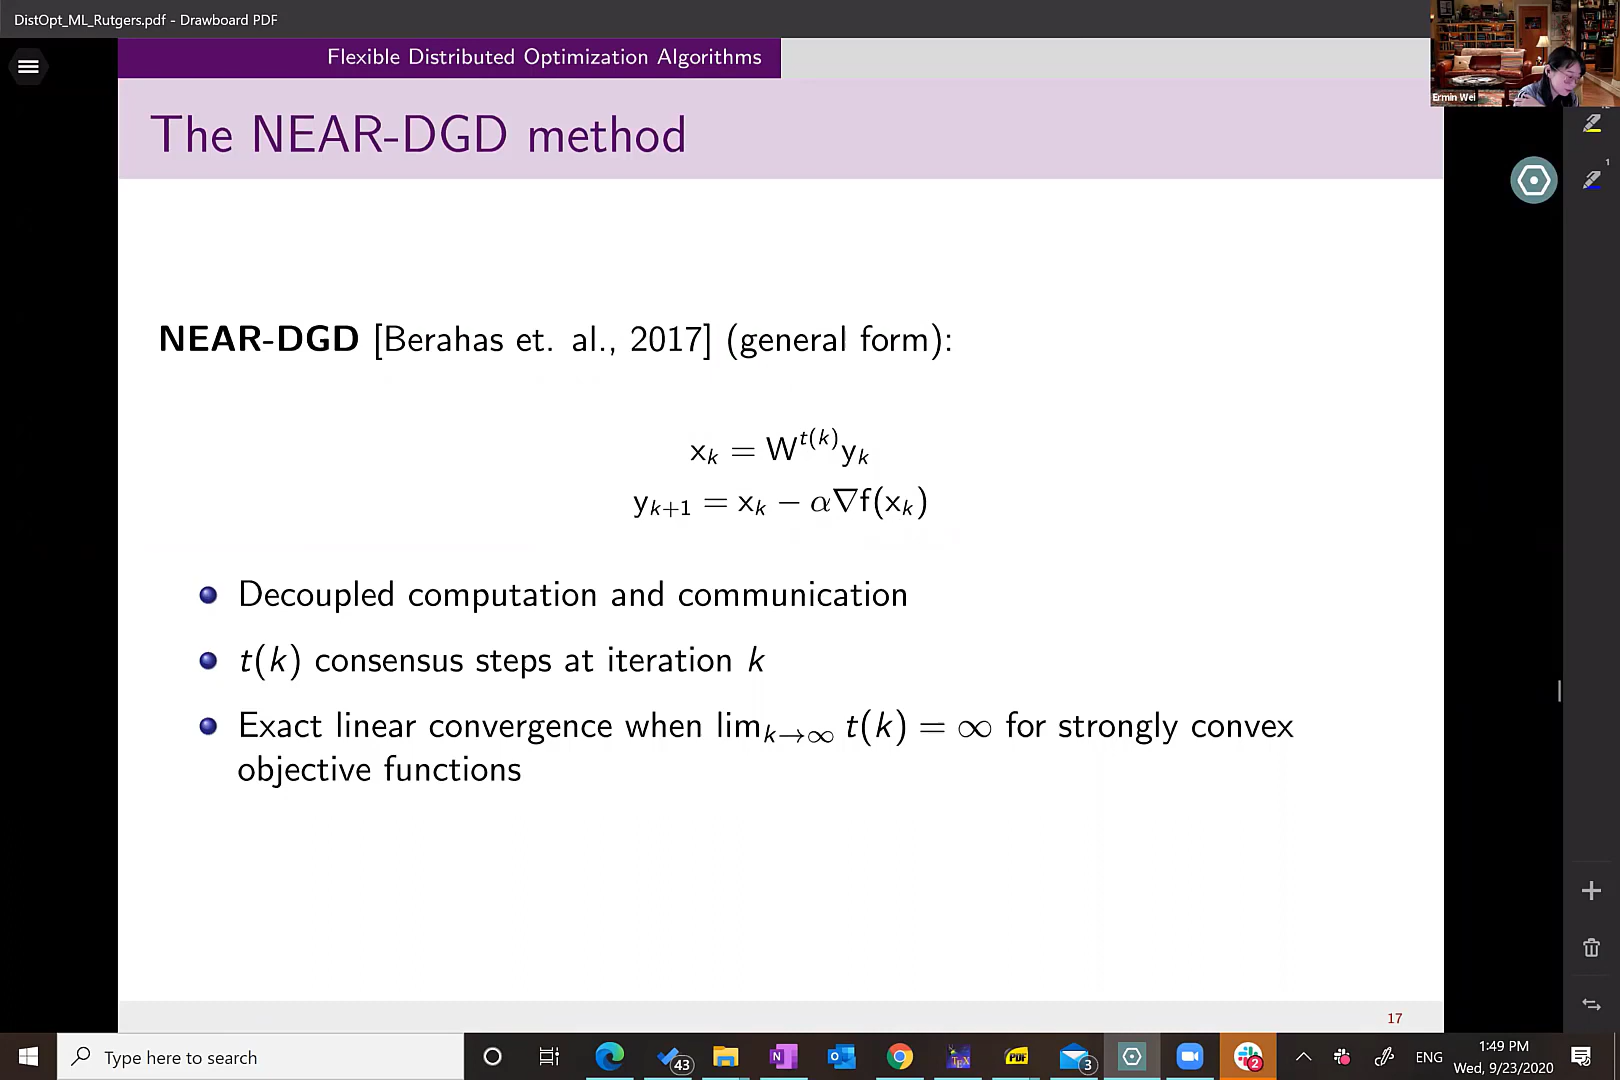 DistOpt_ML_Rutgers.pdf - Drawboard PDF
Flexible Distributed Optimization Algorithms
Ermin Wei
The NEAR-DGD method
1
NEAR-DGD [Berahas et. al., 2017] (general form):
x_k = W^{t(k)} y_k
y_{k+1} = x_k − α∇f(x_k)
Decoupled computation and communication
t(k) consensus steps at iteration k
Exact linear convergence when lim_{k→∞} t(k) = ∞ for strongly convex
objective functions
17
Type here to search
43
PDF
3
2
ENG
1:49 PM
Wed, 9/23/2020